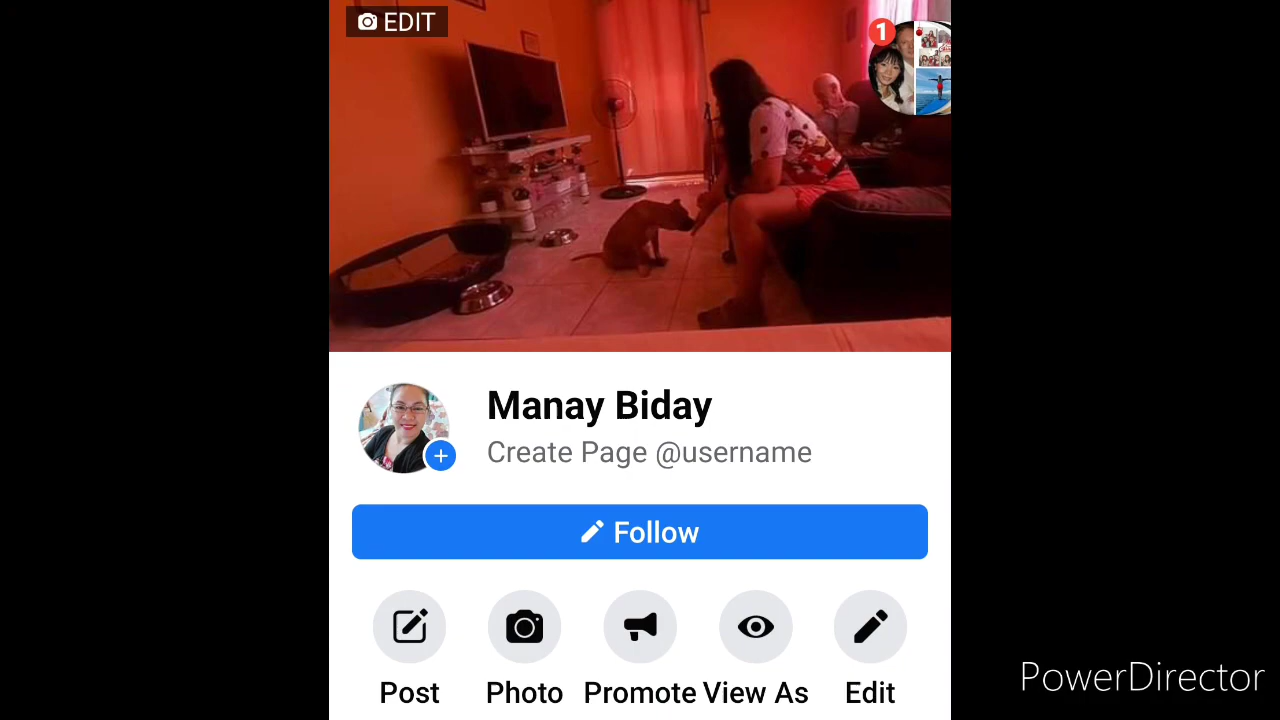 EDIT
1
Manay Biday
Create Page @username
Follow
Post Photo Promote View As Edit
PowerDirector